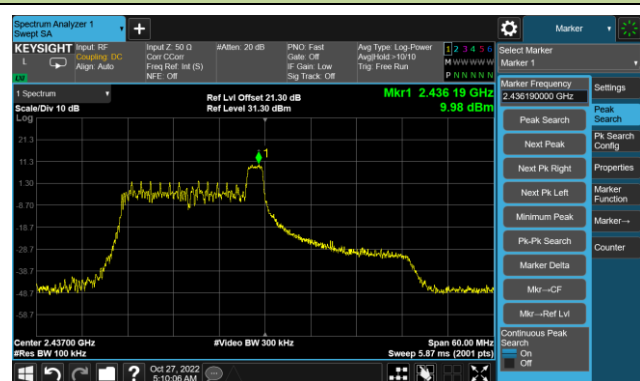 Spectrum Analyzer 1
Swept SA
Marker
KEYSIGHT
L
Input: RF
Coupling: DC
Align: Auto
Input Z: 50 Ω
Corr CCorr
Freq Ref: Int (S)
NFE: Off
#Atten: 20 dB
PNO: Fast
Gate: Off
IF Gain: Low
Sig Track: Off
Avg Type: Log-Power
Avg|Hold >10/10
Trig: Free Run
1 2 3 4 5 6
M W W W W W
P N N N N N
LW
Select Marker
Marker 1
1 Spectrum
Scale/Div 10 dB
Log
Ref Lvl Offset 21.30 dB
Ref Level 31.30 dBm
Mkr1 2.436 19 GHz
9.98 dBm
1
21.3
11.3
1.30
-8.70
-18.7
-28.7
-38.7
-48.7
-58.7
Center 2.43700 GHz
#Res BW 100 kHz
#Video BW 300 kHz
Span 60.00 MHz
Sweep 5.87 ms (2001 pts)
Marker Frequency
2.436190000 GHz
Peak Search
Next Peak
Next Pk Right
Next Pk Left
Minimum Peak
Pk-Pk Search
Marker Delta
Mkr→CF
Mkr→Ref Lvl
Continuous Peak
Search
On
Off
Settings
Peak
Search
Pk Search
Config
Properties
Marker
Function
Marker→
Counter
Oct 27, 2022
5:10:06 AM